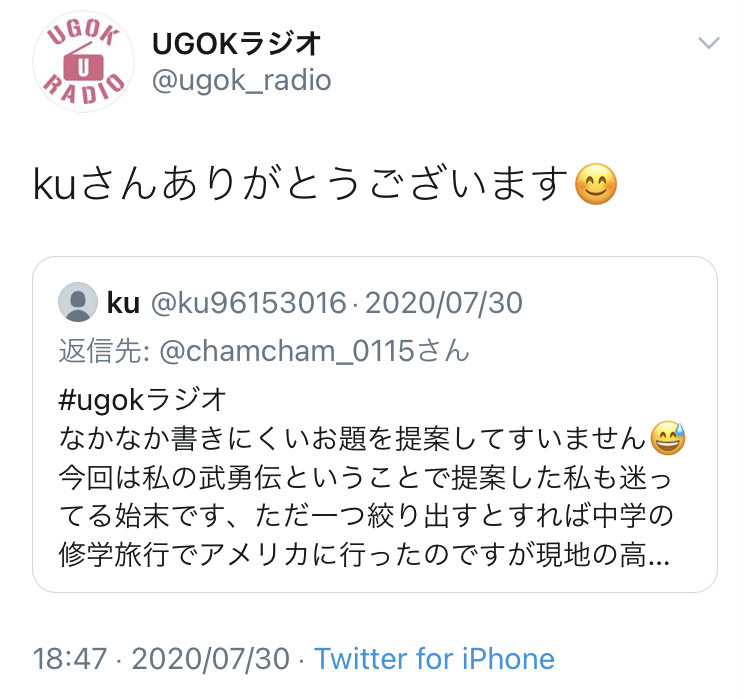 UGOK
U
RADIO
UGOKラジオ
@ugok_radio
kuさんありがとうございます😊
ku @ku96153016 · 2020/07/30
返信先: @chamcham_0115さん
#ugokラジオ
なかなか書きにくいお題を提案してすいません😅
今回は私の武勇伝ということで提案した私も迷っ
てる始末です、ただ一つ絞り出すとすれば中学の
修学旅行でアメリカに行ったのですが現地の高...
18:47 · 2020/07/30 · Twitter for iPhone